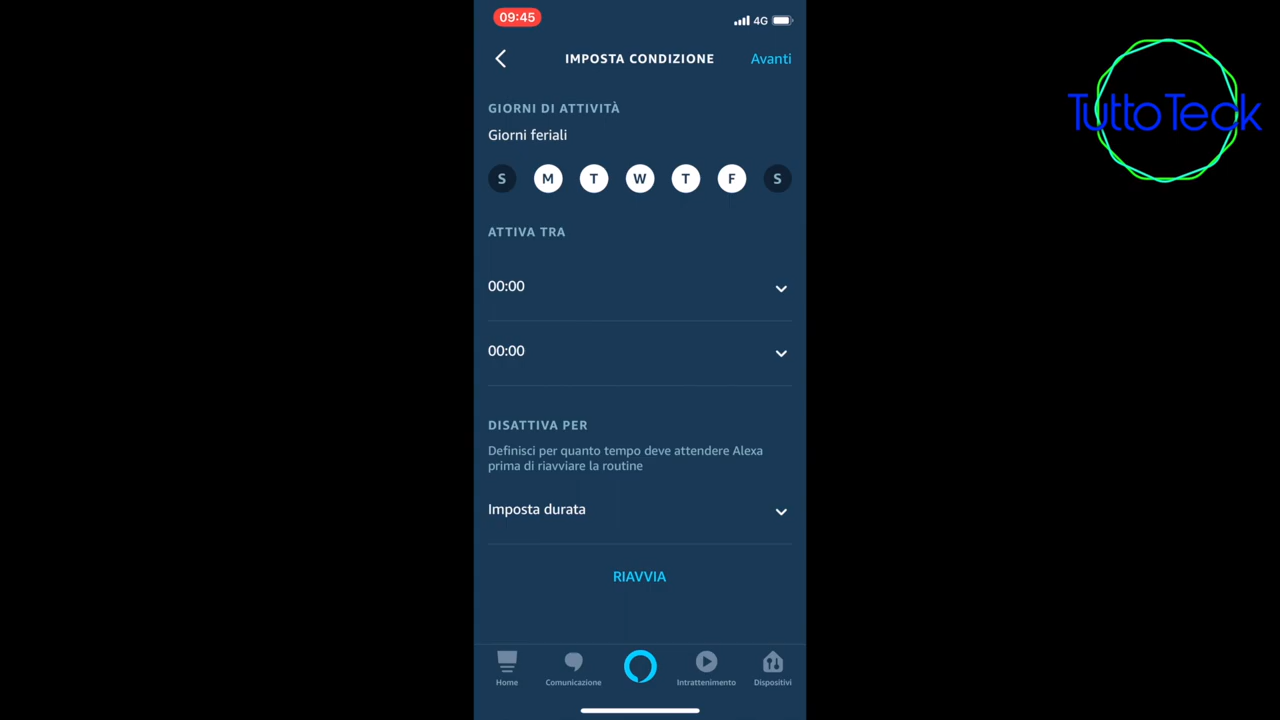 09:45
4G
IMPOSTA CONDIZIONE
Avanti
TuttoTeck
GIORNI DI ATTIVITÀ
Giorni feriali
S M T W T F S
ATTIVA TRA
00:00
00:00
DISATTIVA PER
Definisci per quanto tempo deve attendere Alexa
prima di riavviare la routine
Imposta durata
RIAVVIA
Home Comunicazione Intrattenimento Dispositivi